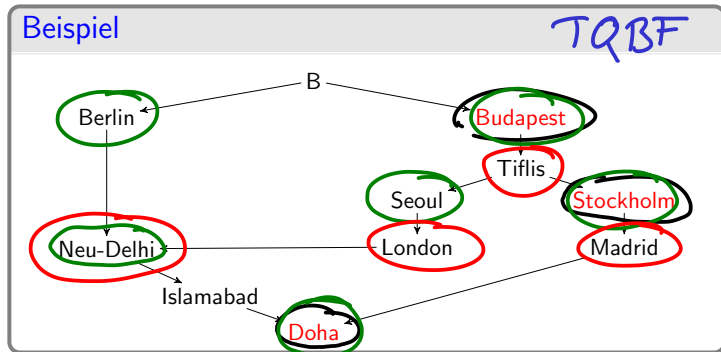 Beispiel
TQBF
B
Berlin
Budapest
Tiflis
Seoul
Stockholm
Neu-Delhi
London
Madrid
Islamabad
Doha